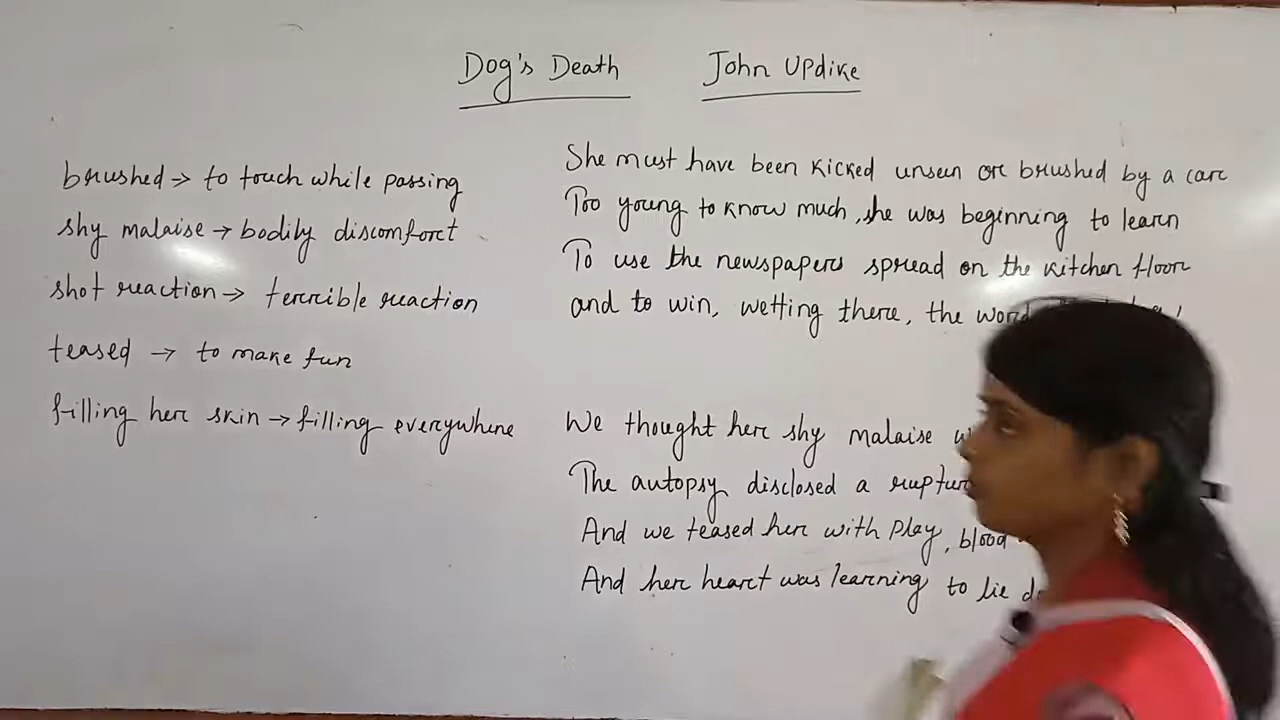 Dog's Death John Updike
brushed → to touch while passing
shy malaise → bodily discomfort
shot reaction → terrible reaction
teased → to make fun
filling her skin → filling everywhere
She must have been kicked unseen or brushed by a car
Too young to know much, she was beginning to learn
To use the newspapers spread on the kitchen floor
and to win, wetting there, the word
We thought her shy malaise
The autopsy disclosed a
And we teased her with play, blood
And her heart was learning to lie